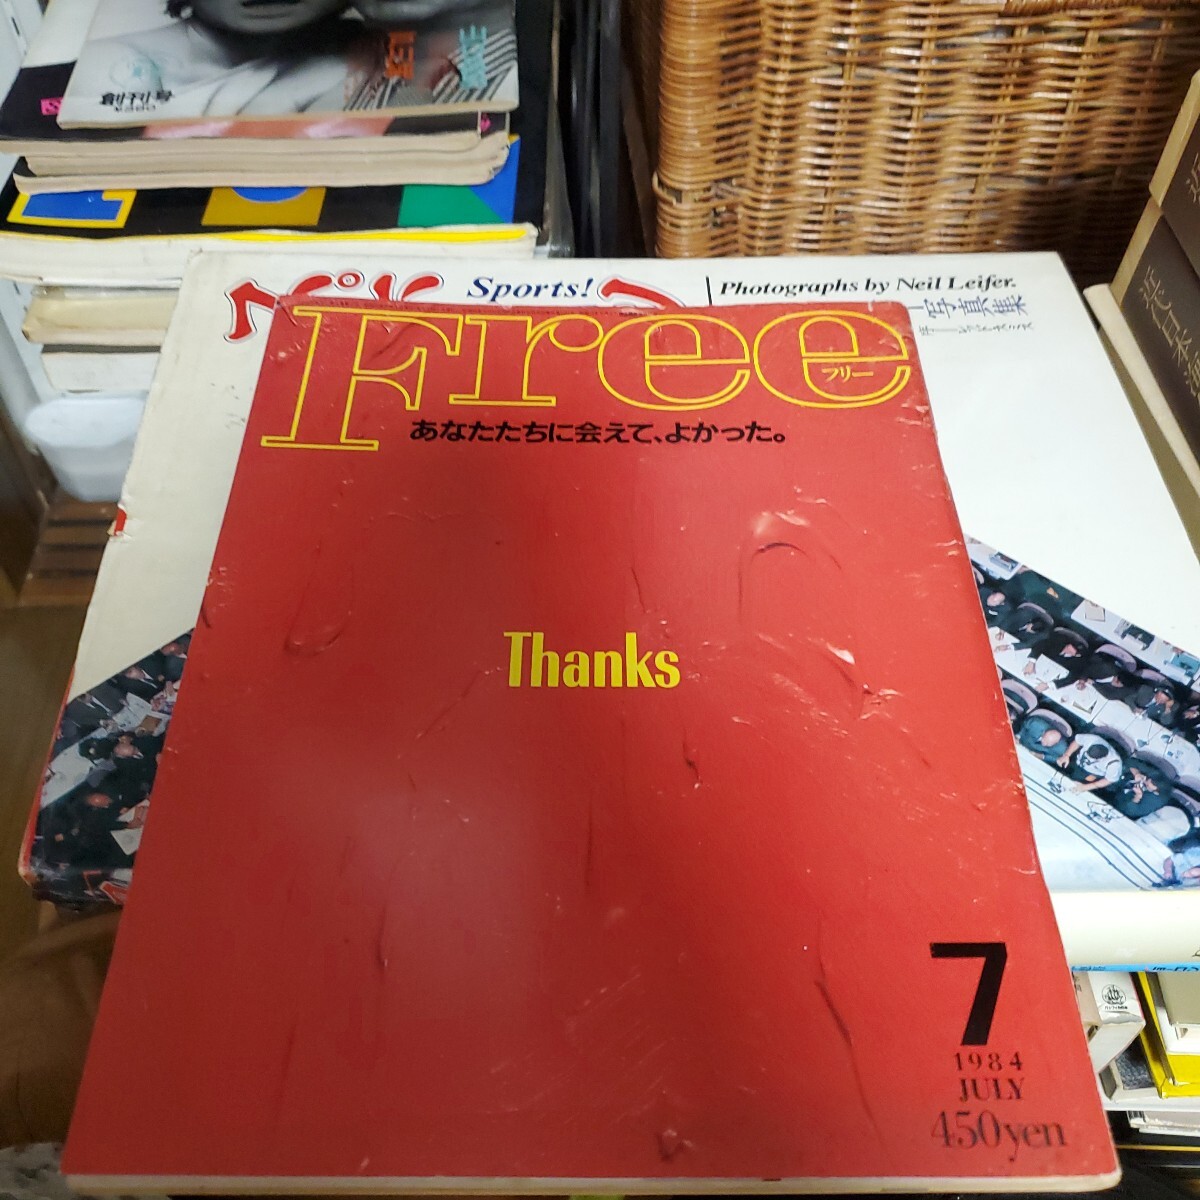 創刊号
Sports!
Photographs by Neil Leifer.
写真集
Free
フリー
あなたたちに会えて、よかった。
Thanks
7
1984
JULY
450yen